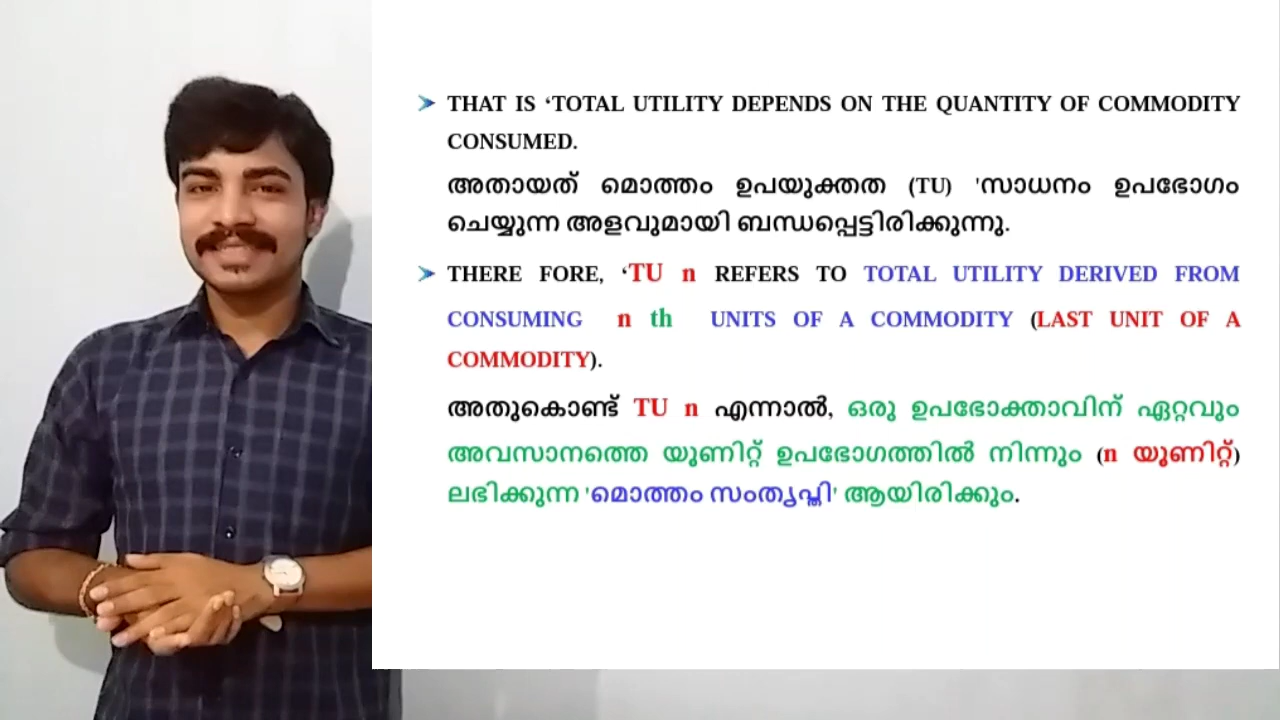 THAT IS ‘TOTAL UTILITY DEPENDS ON THE QUANTITY OF COMMODITY
CONSUMED.
അതായത് മൊത്തം ഉപയുക്തത (TU) 'സാധനം ഉപഭോഗം
ചെയ്യുന്ന അളവുമായി ബന്ധപ്പെട്ടിരിക്കുന്നു.
THERE FORE, ‘TU n REFERS TO TOTAL UTILITY DERIVED FROM
CONSUMING n th UNITS OF A COMMODITY (LAST UNIT OF A
COMMODITY).
അതുകൊണ്ട് TU n എന്നാൽ, ഒരു ഉപഭോക്താവിന് ഏറ്റവും
അവസാനത്തെ യൂണിറ്റ് ഉപഭോഗത്തിൽ നിന്നും (n യൂണിറ്റ്)
ലഭിക്കുന്ന 'മൊത്തം സംതൃപ്തി' ആയിരിക്കും.